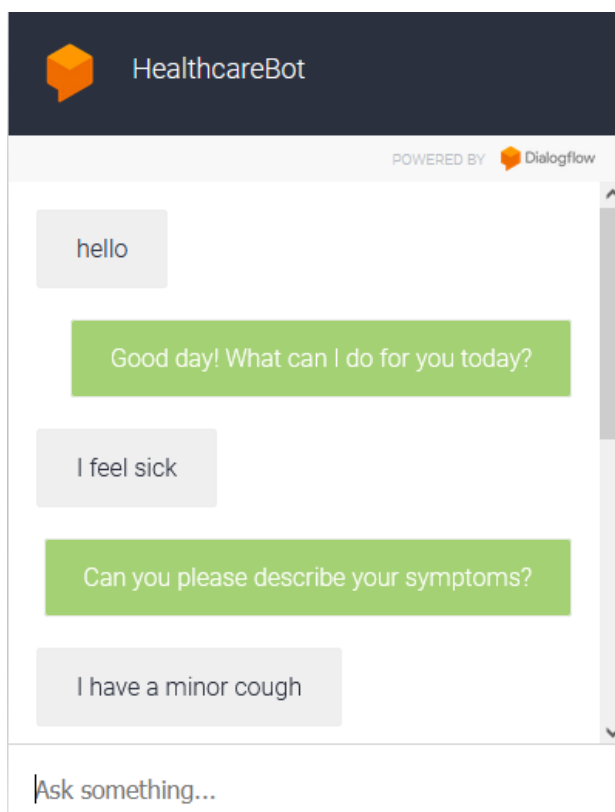 HealthcareBot
POWERED BY Dialogflow
hello
Good day! What can I do for you today?
I feel sick
Can you please describe your symptoms?
I have a minor cough
Ask something...